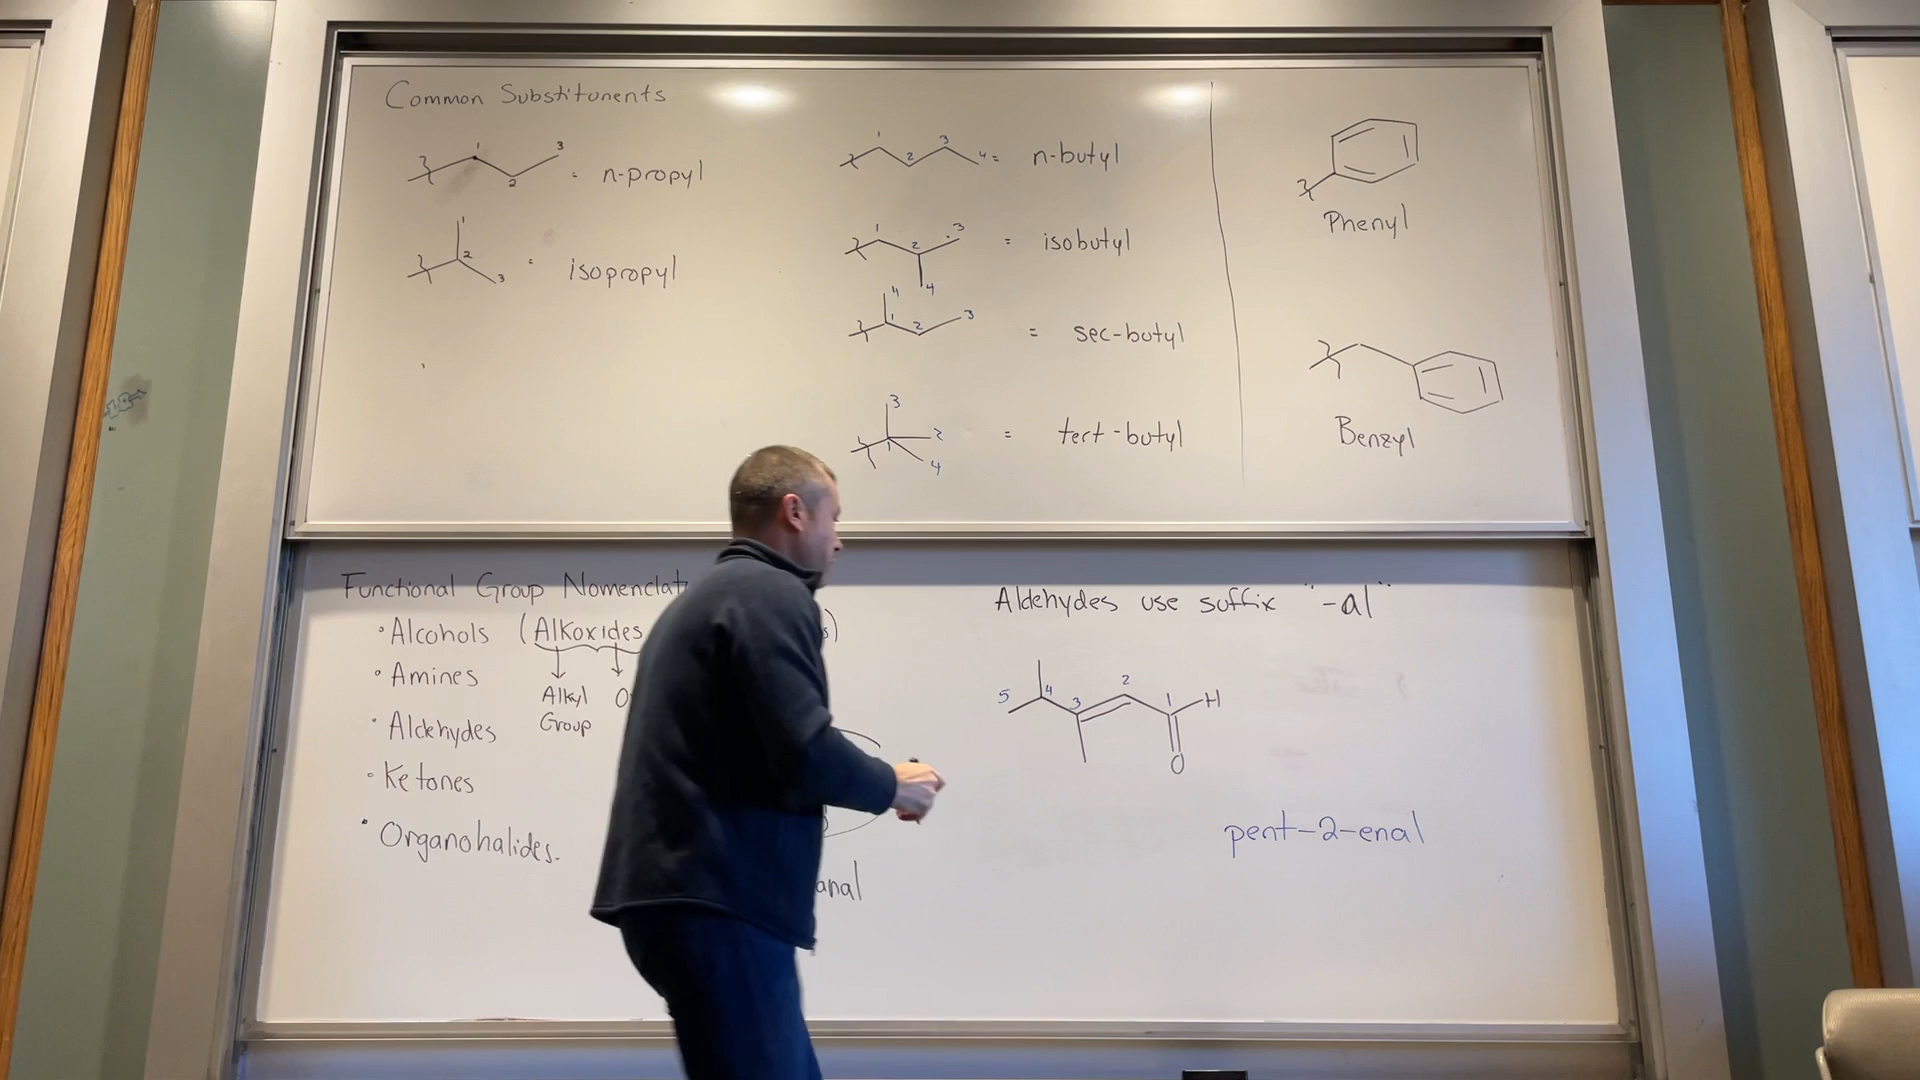 Common Substituents
1
2
3
= n-propyl
1
2
3
= isopropyl
1
2
3
4 = n-butyl
1
2
3
4
= isobutyl
4
1
2
3
= sec-butyl
3
2
1
4
= tert-butyl
Phenyl
Benzyl
Functional Group Nomenclat
• Alcohols (Alkoxides s)
Alkyl
Group
• Amines
• Aldehydes
• Ketones
• Organohalides.
anal
Aldehydes use suffix "-al"
5
4
3
2
1
H
O
pent-2-enal